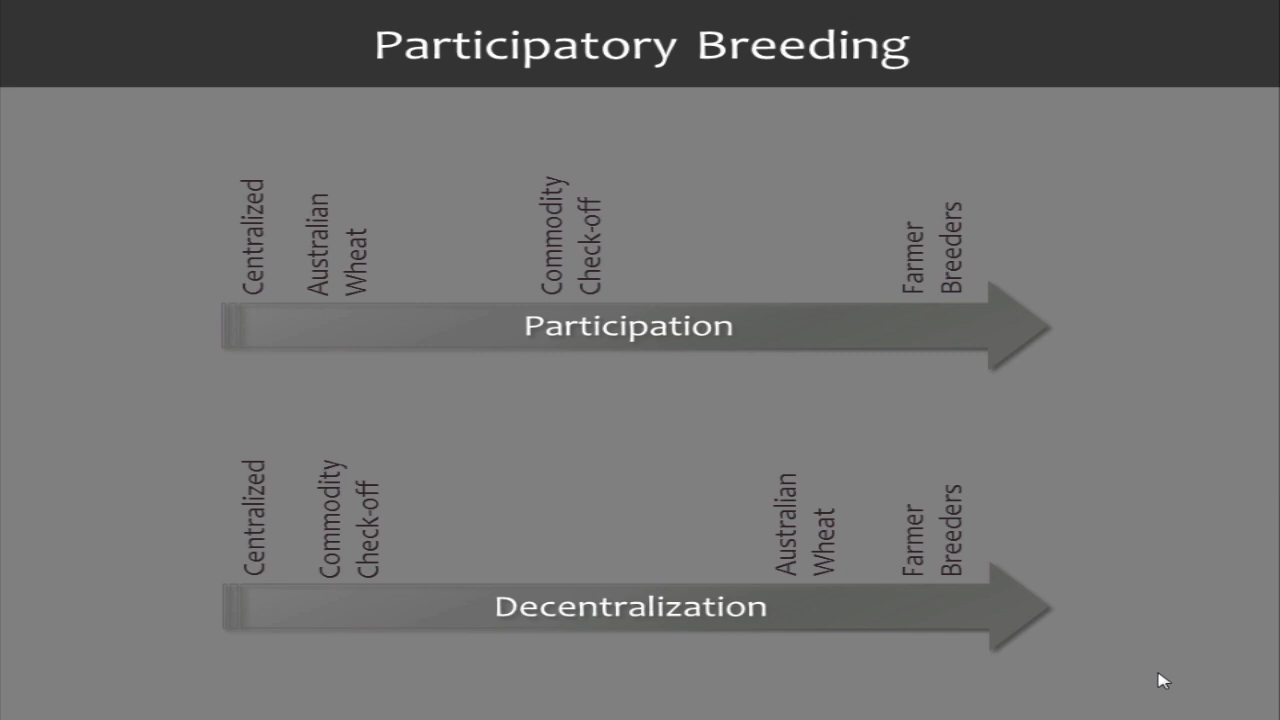 Participatory Breeding
Centralized
Australian
Wheat
Commodity
Check-off
Farmer
Breeders
Participation
Centralized
Commodity
Check-off
Australian
Wheat
Farmer
Breeders
Decentralization